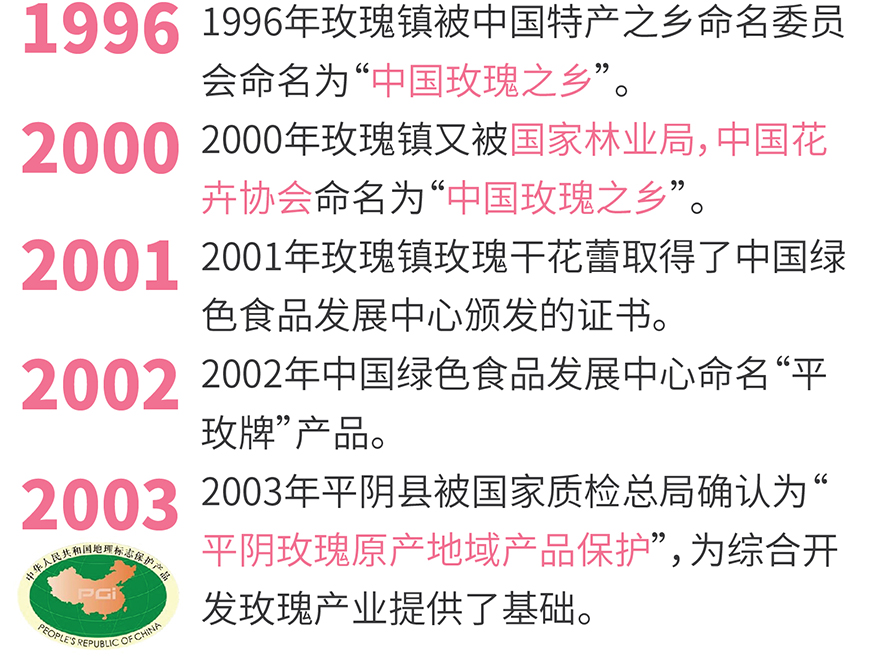 1996
1996年玫瑰镇被中国特产之乡命名委员
会命名为“中国玫瑰之乡”。
2000
2000年玫瑰镇又被国家林业局，中国花
卉协会命名为“中国玫瑰之乡”。
2001
2001年玫瑰镇玫瑰干花蕾取得了中国绿
色食品发展中心颁发的证书。
2002
2002年中国绿色食品发展中心命名“平
玫牌”产品。
2003
2003年平阴县被国家质检总局确认为“
平阴玫瑰原产地域产品保护”，为综合开
发玫瑰产业提供了基础。
中华人民共和国地理标志保护产品
PGi
PEOPLE'S REPUBLIC OF CHINA